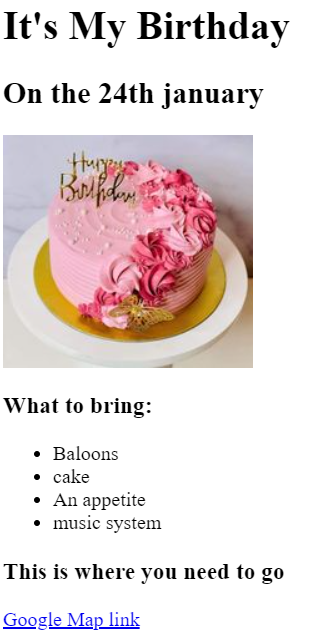 It's My Birthday
On the 24th january
Happy
Birthday
What to bring:
Baloons
cake
An appetite
music system
This is where you need to go
Google Map link